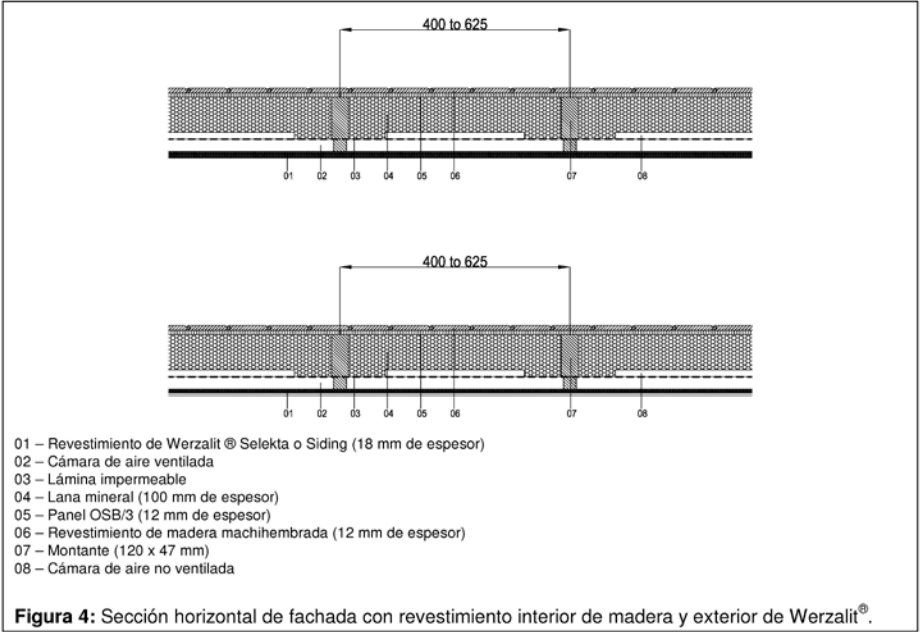 400 to 625
01 02 03 04 05 06 07 08
400 to 625
01 02 03 04 05 06 07 08
01 – Revestimiento de Werzalit ® Selekta o Siding (18 mm de espesor)
02 – Cámara de aire ventilada
03 – Lámina impermeable
04 – Lana mineral (100 mm de espesor)
05 – Panel OSB/3 (12 mm de espesor)
06 – Revestimiento de madera machihembrada (12 mm de espesor)
07 – Montante (120 x 47 mm)
08 – Cámara de aire no ventilada
Figura 4: Sección horizontal de fachada con revestimiento interior de madera y exterior de Werzalit®.